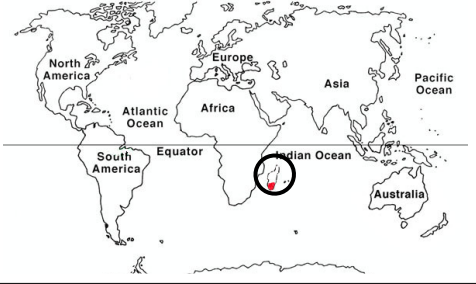 North
America
Europe
Asia
Pacific
Ocean
Atlantic
Ocean
Africa
South
America
Equator
Indian Ocean
Australia